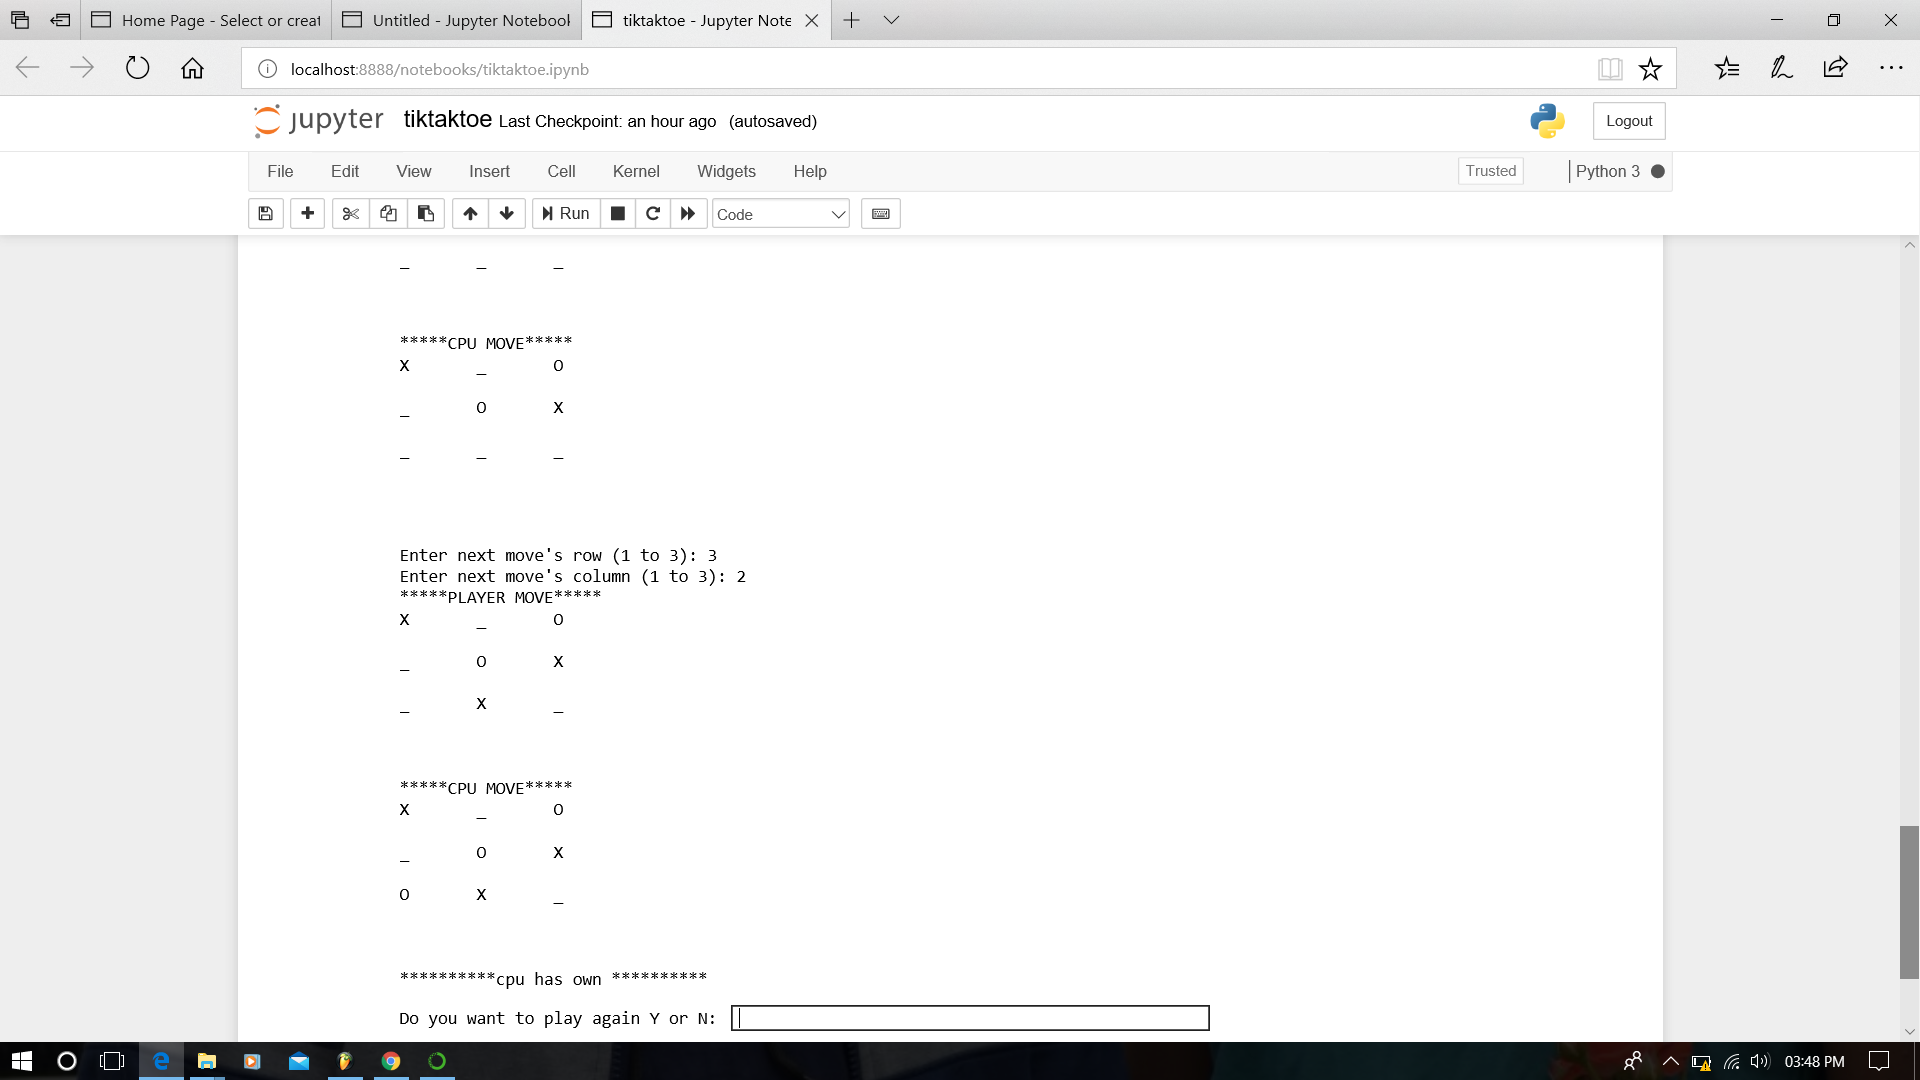 Home Page - Select or creat
Untitled - Jupyter Notebook
tiktaktoe - Jupyter Note
localhost:8888/notebooks/tiktaktoe.ipynb
jupyter tiktaktoe Last Checkpoint: an hour ago (autosaved)
Logout
File Edit View Insert Cell Kernel Widgets Help
Trusted
Python 3
Run
Code
_ _ _
*****CPU MOVE*****
X _ O
_ O X
_ _ _
Enter next move's row (1 to 3): 3
Enter next move's column (1 to 3): 2
*****PLAYER MOVE*****
X _ O
_ O X
_ X _
*****CPU MOVE*****
X _ O
_ O X
O X _
**********cpu has own **********
Do you want to play again Y or N:
03:48 PM